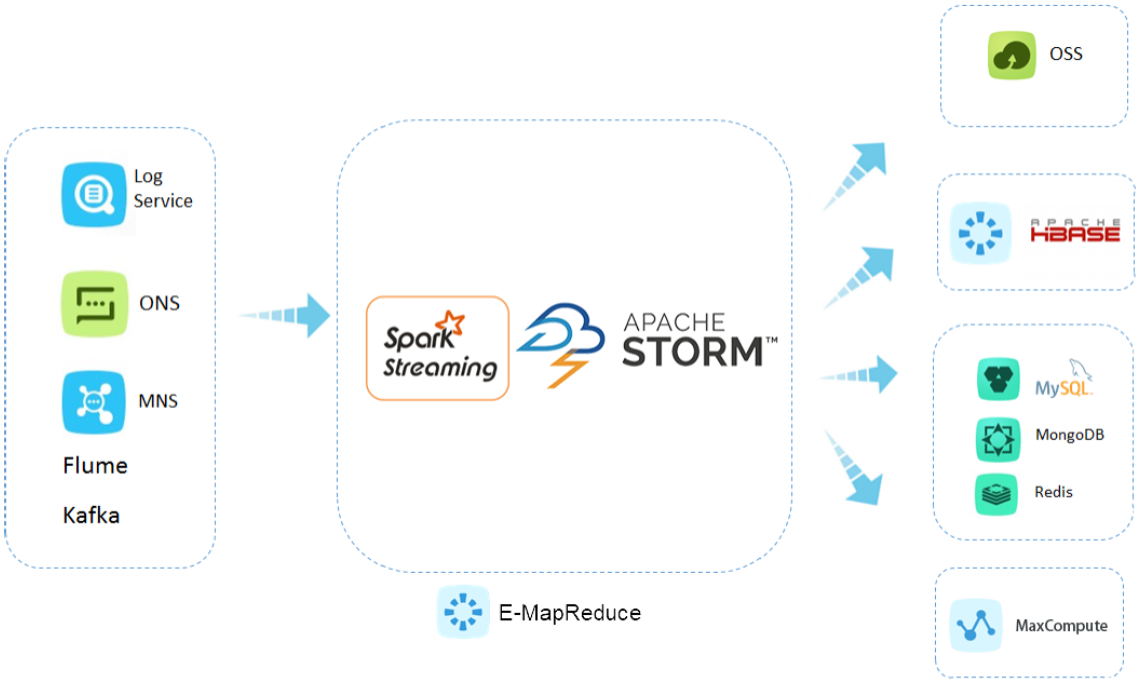 Log
Service
ONS
MNS
Flume
Kafka
Spark
Streaming
APACHE
STORM™
E-MapReduce
OSS
APACHE
HBASE
MySQL
MongoDB
Redis
MaxCompute